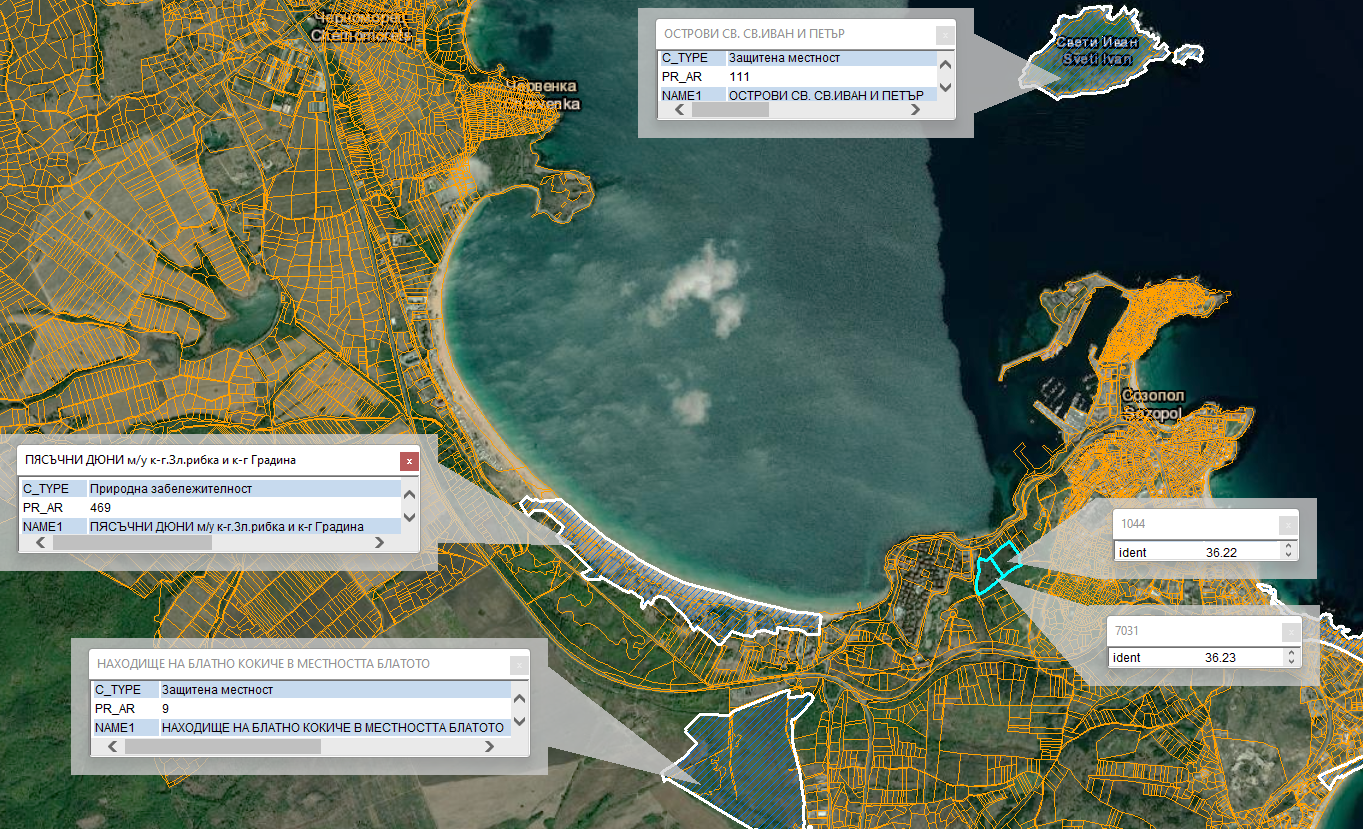 Черноморец
Chernomorets
Червенка
Chervenka
ОСТРОВИ СВ. СВ.ИВАН И ПЕТЪР
x
C_TYPE Защитена местност
PR_AR 111
NAME1 ОСТРОВИ СВ. СВ.ИВАН И ПЕТЪР
Свети Иван
Sveti Ivan
Созопол
Sozopol
ПЯСЪЧНИ ДЮНИ м/у к-г.Зл.рибка и к-г Градина
x
C_TYPE Природна забележителност
PR_AR 469
NAME1 ПЯСЪЧНИ ДЮНИ м/у к-г.Зл.рибка и к-г Градина
1044
x
ident 36.22
7031
x
ident 36.23
НАХОДИЩЕ НА БЛАТНО КОКИЧЕ В МЕСТНОСТТА БЛАТОТО
x
C_TYPE Защитена местност
PR_AR 9
NAME1 НАХОДИЩЕ НА БЛАТНО КОКИЧЕ В МЕСТНОСТТА БЛАТОТО